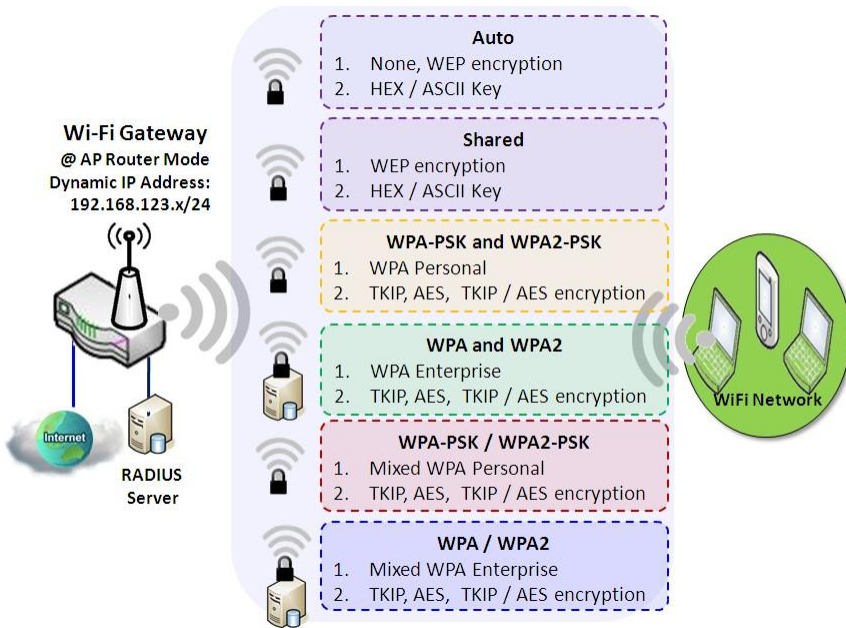 Wi-Fi Gateway
@ AP Router Mode
Dynamic IP Address:
192.168.123.x/24
Internet
RADIUS
Server
Auto
1. None, WEP encryption
2. HEX / ASCII Key
Shared
1. WEP encryption
2. HEX / ASCII Key
WPA-PSK and WPA2-PSK
1. WPA Personal
2. TKIP, AES, TKIP / AES encryption
WPA and WPA2
1. WPA Enterprise
2. TKIP, AES, TKIP / AES encryption
WPA-PSK / WPA2-PSK
1. Mixed WPA Personal
2. TKIP, AES, TKIP / AES encryption
WPA / WPA2
1. Mixed WPA Enterprise
2. TKIP, AES, TKIP / AES encryption
WiFi Network